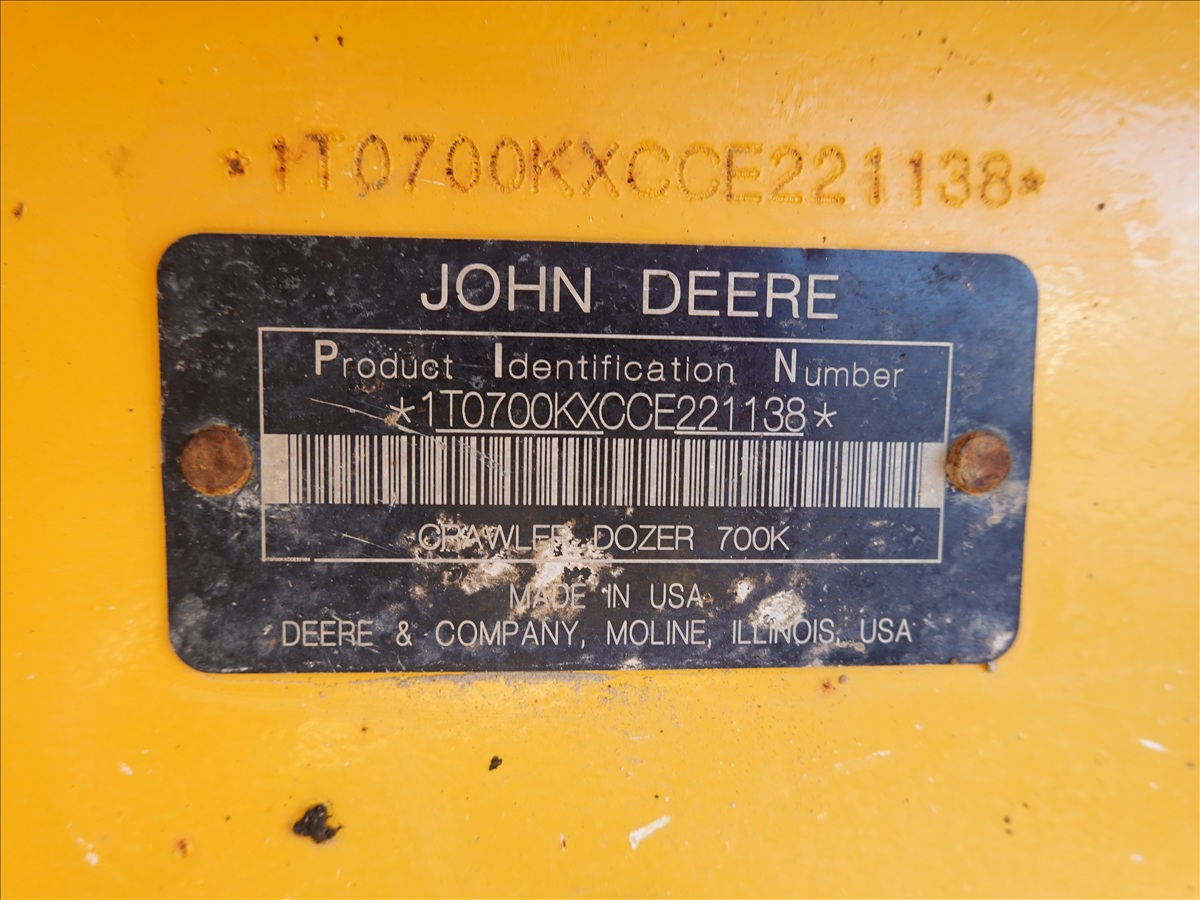 *1T0700KXCCE221138*
JOHN DEERE
Product Identification Number
*1T0700KXCCE221138*
CRAWLER DOZER 700K
MADE IN USA
DEERE & COMPANY, MOLINE, ILLINOIS, USA